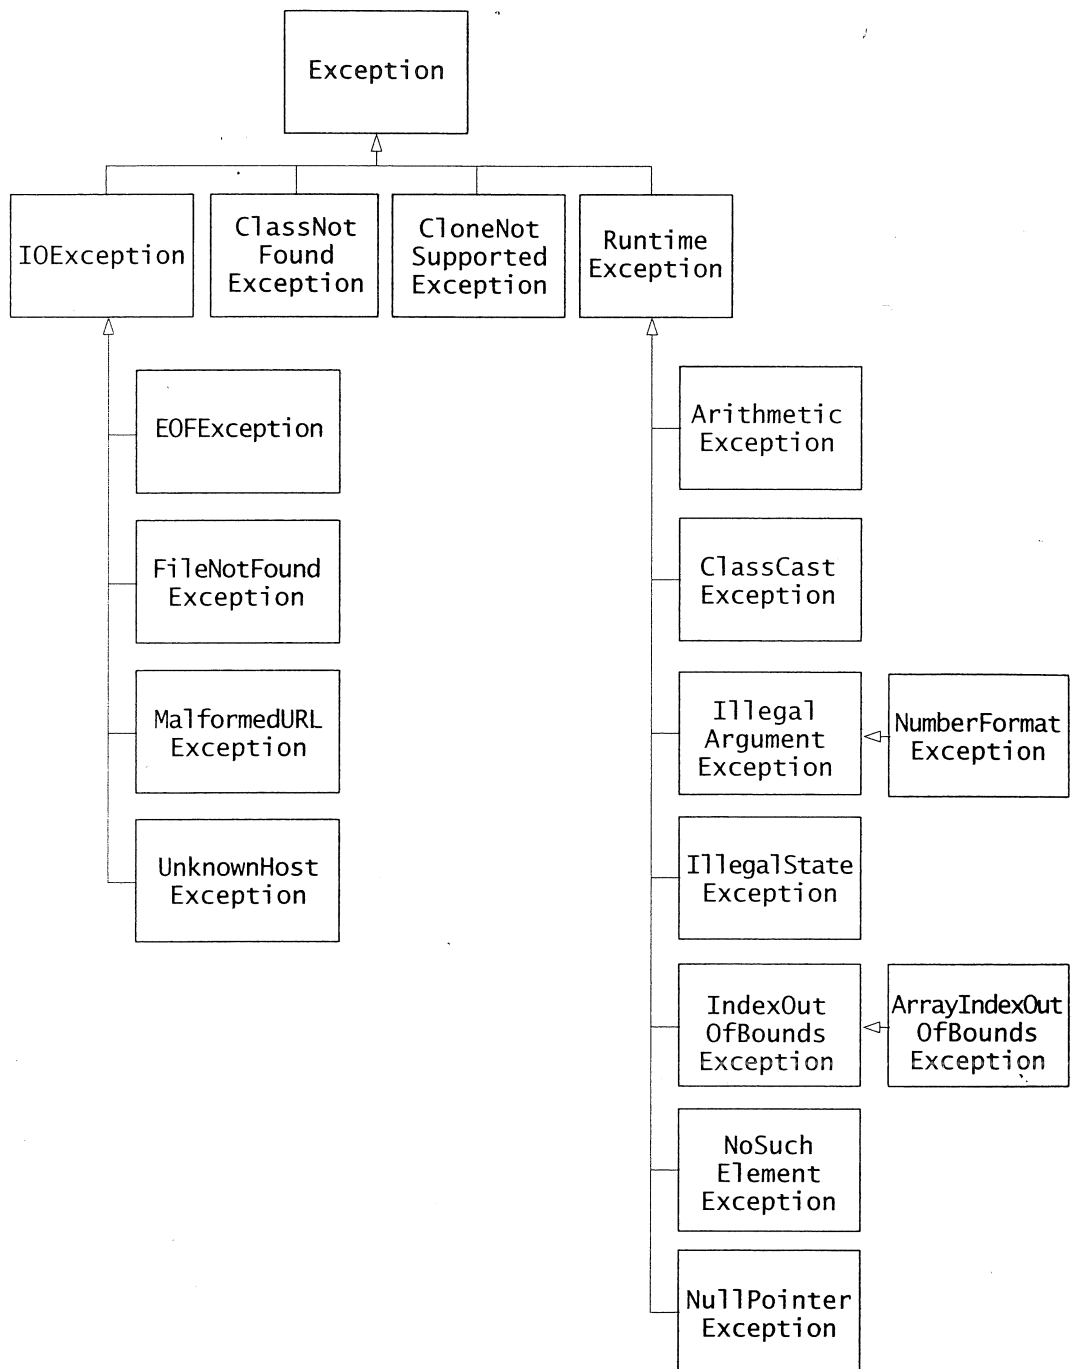 Exception
IOException
ClassNot
Found
Exception
CloneNot
Supported
Exception
Runtime
Exception
EOFException
FileNotFound
Exception
MalformedURL
Exception
UnknownHost
Exception
Arithmetic
Exception
ClassCast
Exception
Illegal
Argument
Exception
NumberFormat
Exception
IllegalState
Exception
IndexOut
OfBounds
Exception
ArrayIndexOut
OfBounds
Exception
NoSuch
Element
Exception
NullPointer
Exception